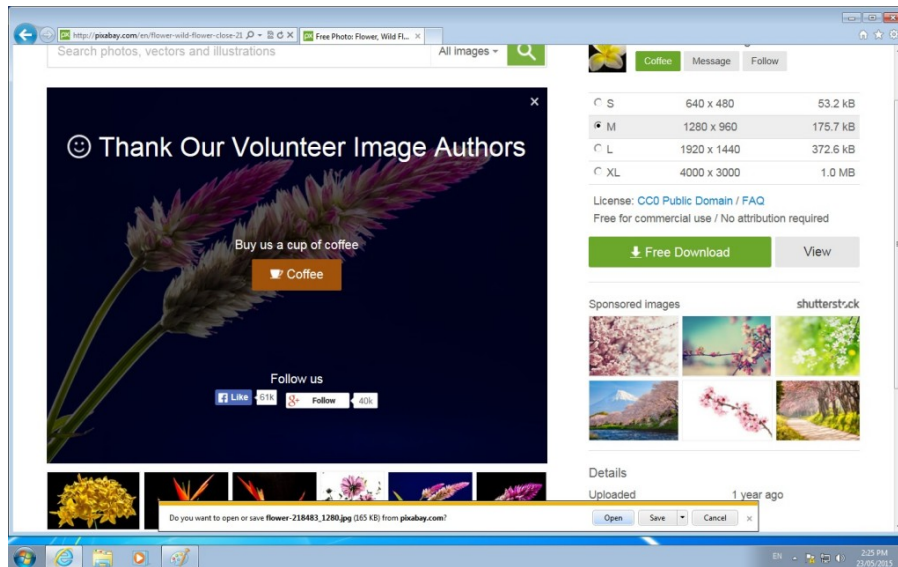 http://pixabay.com/en/flower-wild-flower-close-21
Free Photo: Flower, Wild Fl...
Search photos, vectors and illustrations
All images
Coffee Message Follow
S 640 x 480 53.2 kB
M 1280 x 960 175.7 kB
L 1920 x 1440 372.6 kB
XL 4000 x 3000 1.0 MB
Thank Our Volunteer Image Authors
License: CC0 Public Domain / FAQ
Free for commercial use / No attribution required
Buy us a cup of coffee
Coffee
Free Download View
Sponsored images shutterstock
Follow us
Like 61k
Follow 40k
Details
Uploaded 1 year ago
Do you want to open or save flower-218483_1280.jpg (165 KB) from pixabay.com?
Open Save Cancel
EN
2:25 PM
23/05/2015